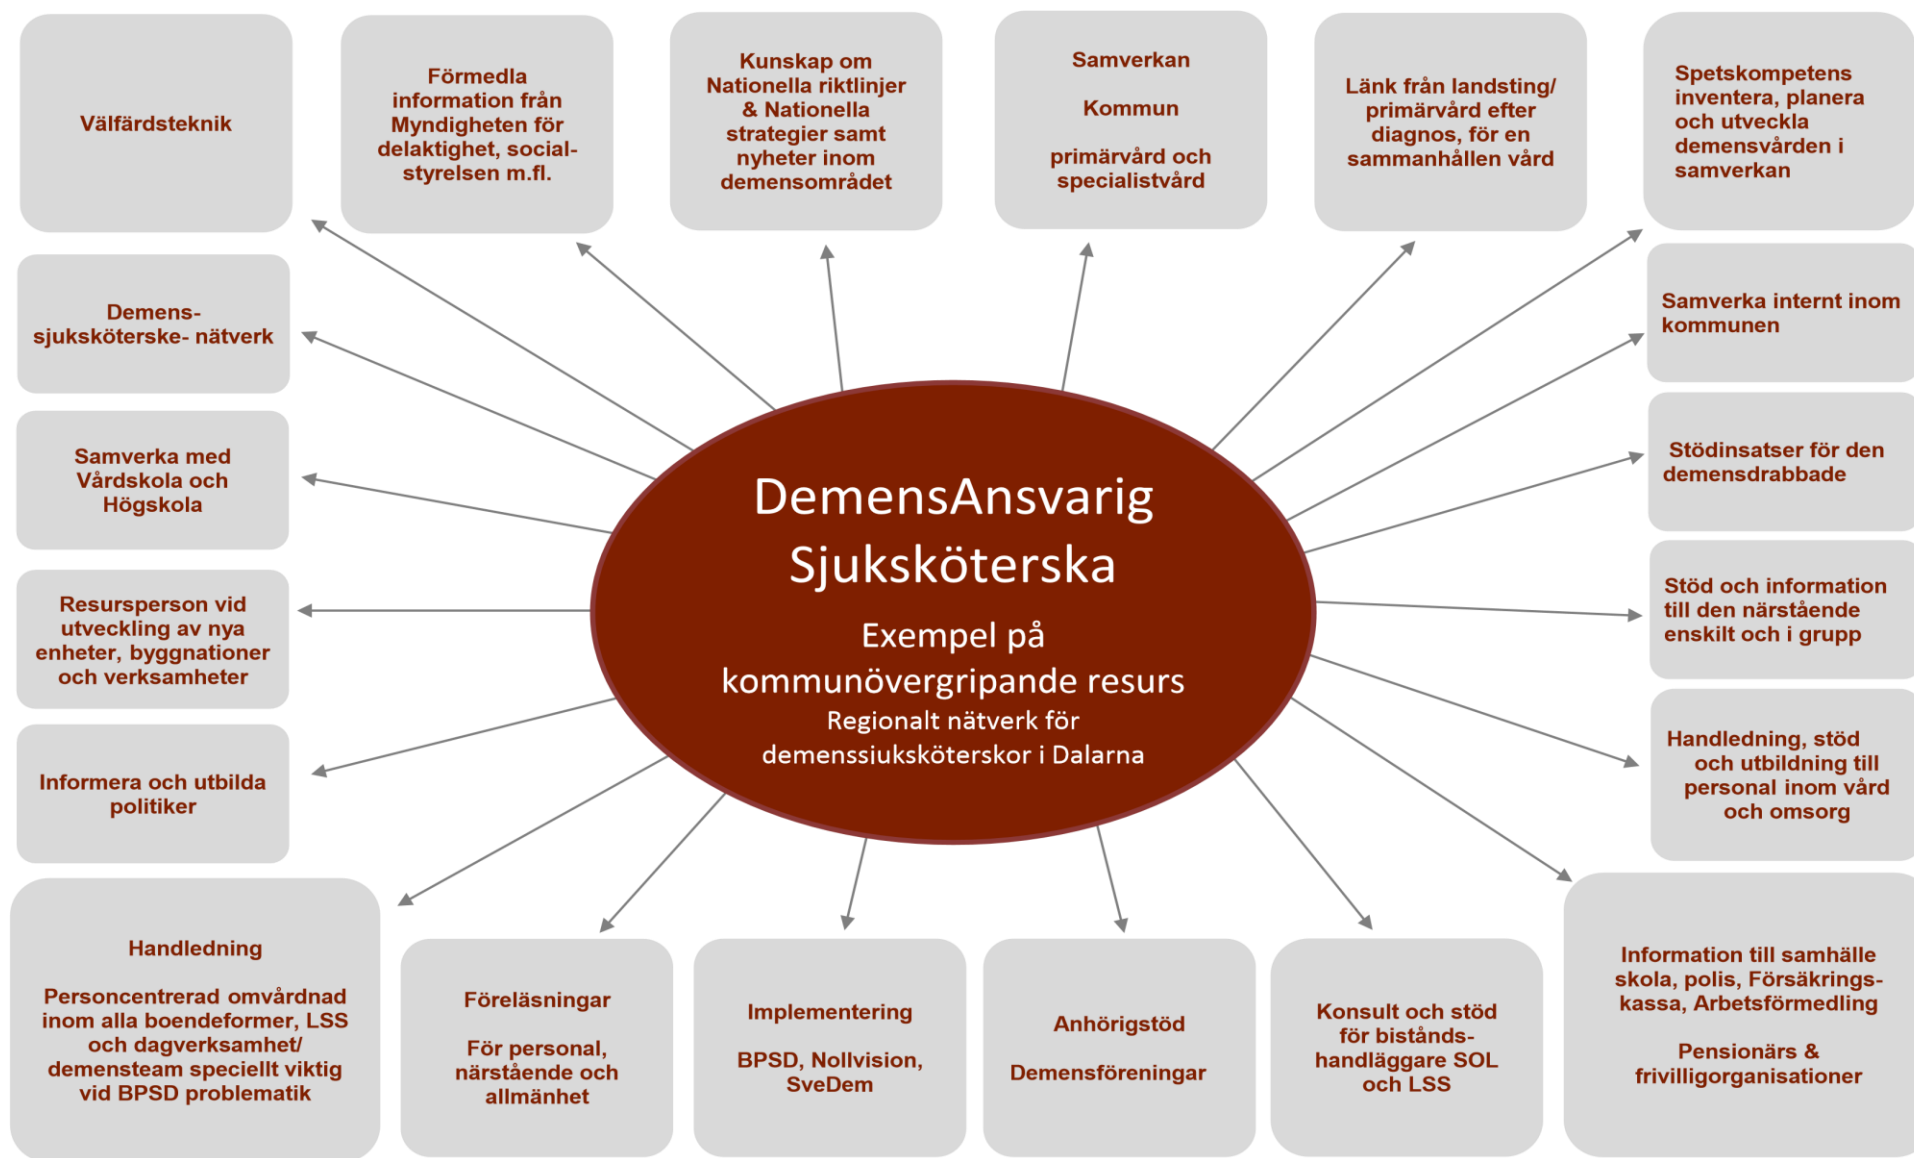 Välfärdsteknik
Förmedla
information från
Myndigheten för
delaktighet, social-
styrelsen m.fl.
Kunskap om
Nationella riktlinjer
& Nationella
strategier samt
nyheter inom
demensområdet
Samverkan
Kommun
primärvård och
specialistvård
Länk från landsting/
primärvård efter
diagnos, för en
sammanhållen vård
Spetskompetens
inventera, planera
och utveckla
demensvården i
samverkan
Demens-
sjuksköterske- nätverk
Samverka internt inom
kommunen
Samverka med
Vårdskola och
Högskola
Stödinsatser för den
demensdrabbade
DemensAnsvarig
Sjuksköterska
Exempel på
kommunövergripande resurs
Regionalt nätverk för
demenssjuksköterskor i Dalarna
Resursperson vid
utveckling av nya
enheter, byggnationer
och verksamheter
Stöd och information
till den närstående
enskilt och i grupp
Informera och utbilda
politiker
Handledning, stöd
och utbildning till
personal inom vård
och omsorg
Handledning
Personcentrerad omvårdnad
inom alla boendeformer, LSS
och dagverksamhet/
demensteam speciellt viktig
vid BPSD problematik
Föreläsningar
För personal,
närstående och
allmänhet
Implementering
BPSD, Nollvision,
SveDem
Anhörigstöd
Demensföreningar
Konsult och stöd
för bistånds-
handläggare SOL
och LSS
Information till samhälle
skola, polis, Försäkrings-
kassa, Arbetsförmedling
Pensionärs &
frivilligorganisationer